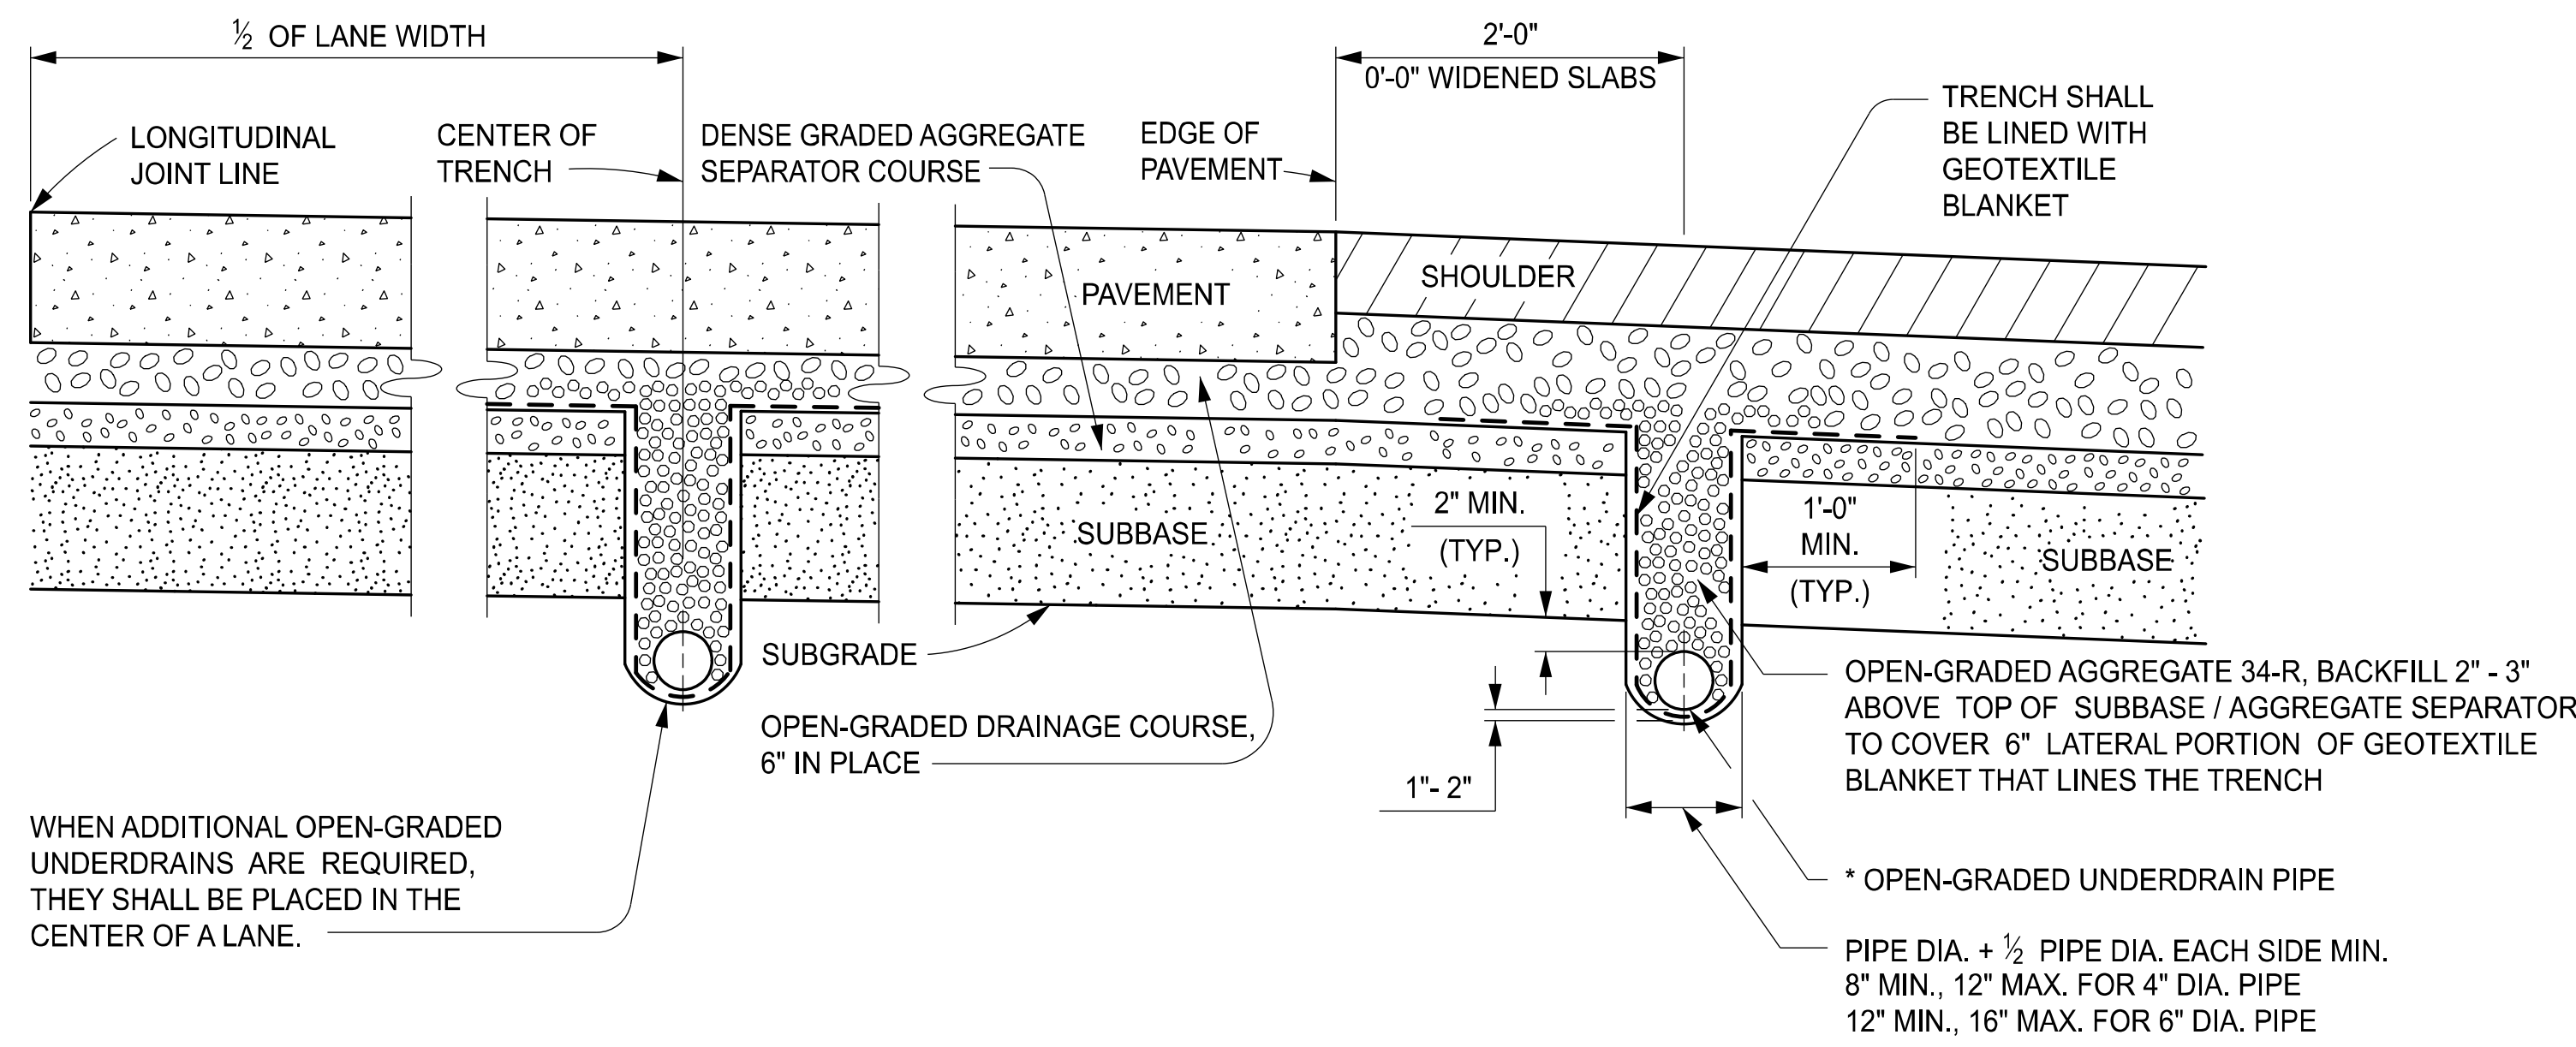 ½ OF LANE WIDTH
2'-0"
0'-0" WIDENED SLABS
LONGITUDINAL
JOINT LINE
CENTER OF
TRENCH
DENSE GRADED AGGREGATE
SEPARATOR COURSE
EDGE OF
PAVEMENT
TRENCH SHALL
BE LINED WITH
GEOTEXTILE
BLANKET
PAVEMENT
SHOULDER
SUBBASE
2" MIN.
(TYP.)
1'-0"
MIN.
(TYP.)
SUBBASE
SUBGRADE
OPEN-GRADED DRAINAGE COURSE,
6" IN PLACE
OPEN-GRADED AGGREGATE 34-R, BACKFILL 2" - 3"
ABOVE TOP OF SUBBASE / AGGREGATE SEPARATOR
TO COVER 6" LATERAL PORTION OF GEOTEXTILE
BLANKET THAT LINES THE TRENCH
1"- 2"
WHEN ADDITIONAL OPEN-GRADED
UNDERDRAINS ARE REQUIRED,
THEY SHALL BE PLACED IN THE
CENTER OF A LANE.
* OPEN-GRADED UNDERDRAIN PIPE
PIPE DIA. + ½ PIPE DIA. EACH SIDE MIN.
8" MIN., 12" MAX. FOR 4" DIA. PIPE
12" MIN., 16" MAX. FOR 6" DIA. PIPE